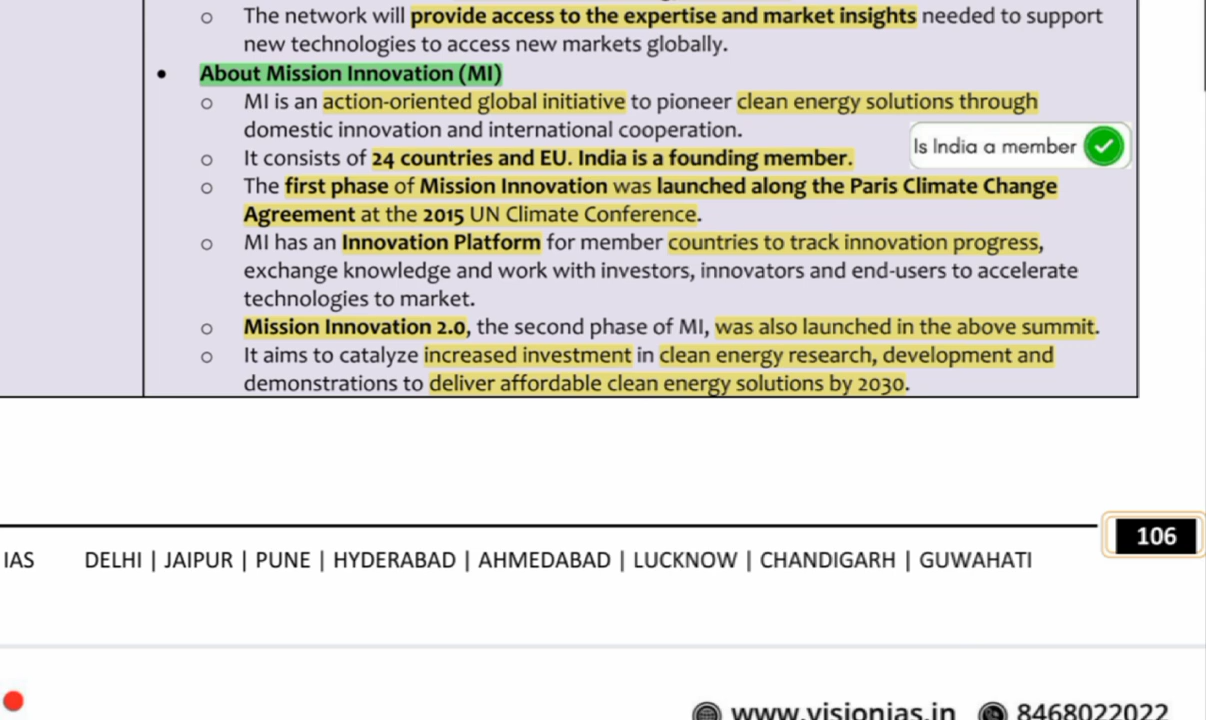 The network will provide access to the expertise and market insights needed to support
new technologies to access new markets globally.
About Mission Innovation (MI)
MI is an action-oriented global initiative to pioneer clean energy solutions through
domestic innovation and international cooperation.
Is India a member
It consists of 24 countries and EU. India is a founding member.
The first phase of Mission Innovation was launched along the Paris Climate Change
Agreement at the 2015 UN Climate Conference.
MI has an Innovation Platform for member countries to track innovation progress,
exchange knowledge and work with investors, innovators and end-users to accelerate
technologies to market.
Mission Innovation 2.0, the second phase of MI, was also launched in the above summit.
It aims to catalyze increased investment in clean energy research, development and
demonstrations to deliver affordable clean energy solutions by 2030.
106
IAS DELHI | JAIPUR | PUNE | HYDERABAD | AHMEDABAD | LUCKNOW | CHANDIGARH | GUWAHATI
www.visionias.in 8468022022